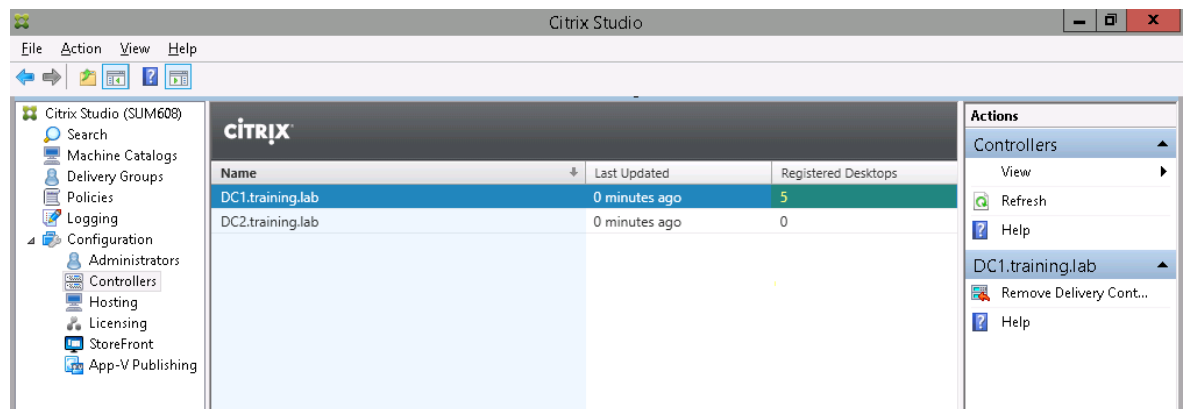 Citrix Studio
File Action View Help
Citrix Studio (SUM608)
Search
Machine Catalogs
Delivery Groups
Policies
Logging
Configuration
Administrators
Controllers
Hosting
Licensing
StoreFront
App-V Publishing
CITRIX
Name Last Updated Registered Desktops
DC1.training.lab 0 minutes ago 5
DC2.training.lab 0 minutes ago 0
Actions
Controllers
View
Refresh
Help
DC1.training.lab
Remove Delivery Cont...
Help